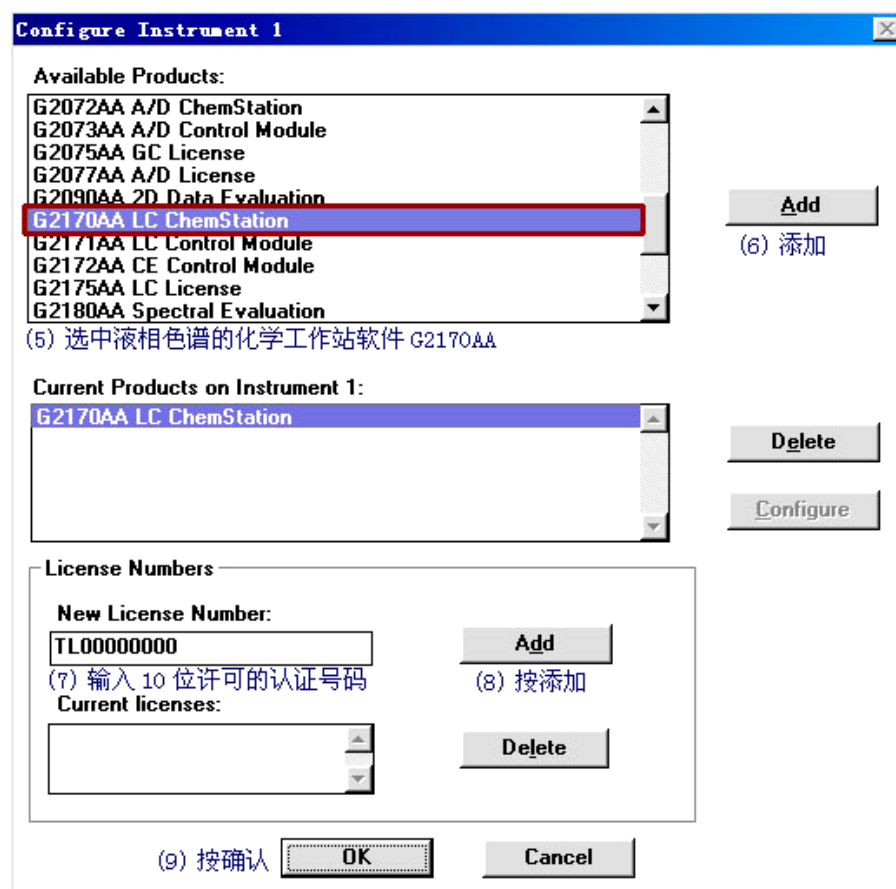 Configure Instrument 1
Available Products:
G2072AA A/D ChemStation
G2073AA A/D Control Module
G2075AA GC License
G2077AA A/D License
G2090AA 2D Data Evaluation
G2170AA LC ChemStation
G2171AA LC Control Module
G2172AA CE Control Module
G2175AA LC License
G2180AA Spectral Evaluation
Add
(6) 添加
(5) 选中液相色谱的化学工作站软件 G2170AA
Current Products on Instrument 1:
G2170AA LC ChemStation
Delete
Configure
License Numbers
New License Number:
TL00000000
Add
(7) 输入 10 位许可的认证号码
(8) 按添加
Current licenses:
Delete
(9) 按确认
OK
Cancel